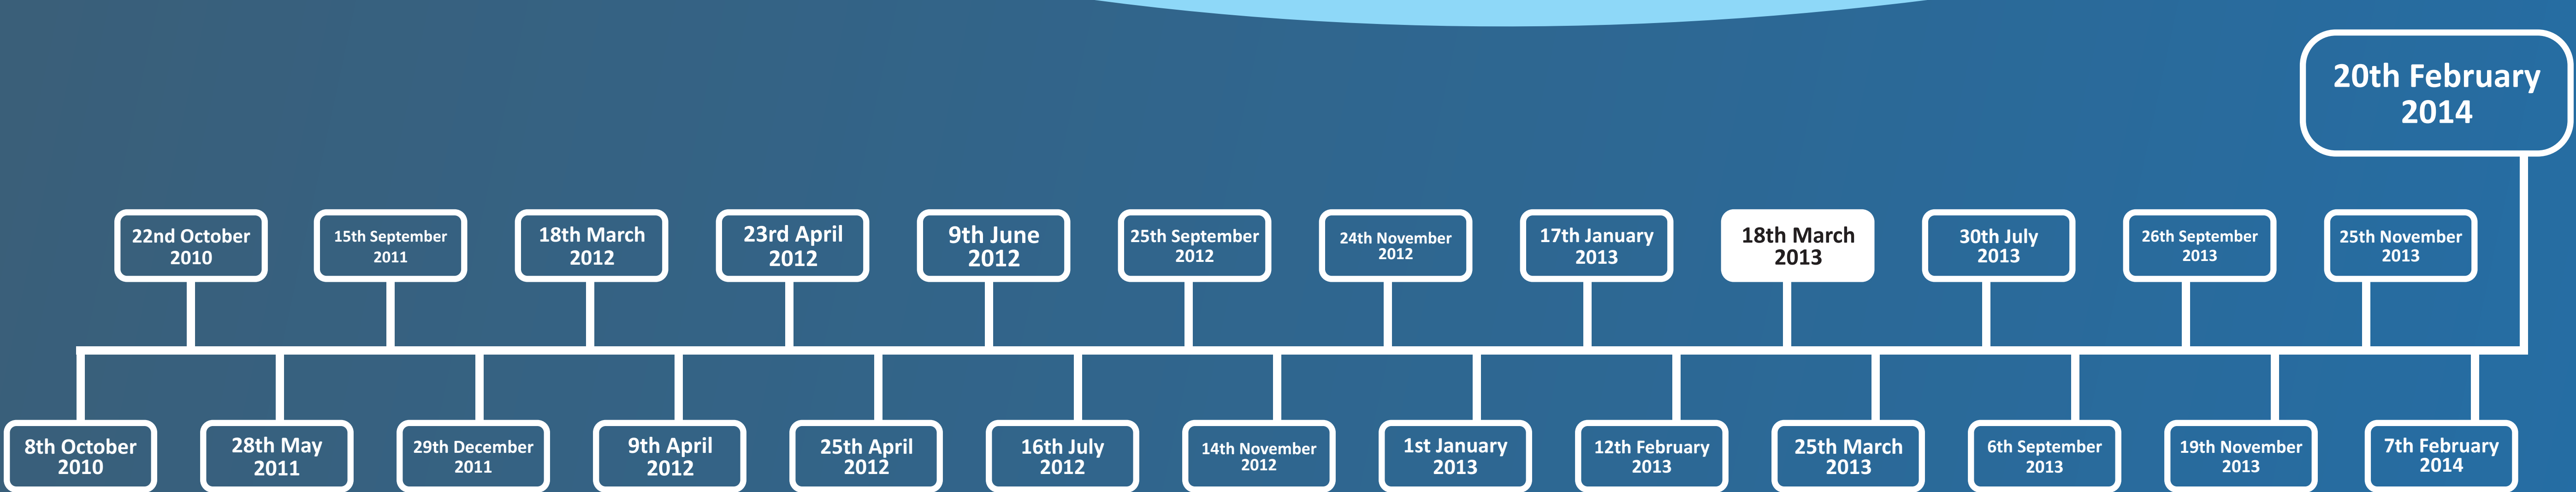 20th February
2014
22nd October
2010
15th September
2011
18th March
2012
23rd April
2012
9th June
2012
25th September
2012
24th November
2012
17th January
2013
18th March
2013
30th July
2013
26th September
2013
25th November
2013
8th October
2010
28th May
2011
29th December
2011
9th April
2012
25th April
2012
16th July
2012
14th November
2012
1st January
2013
12th February
2013
25th March
2013
6th September
2013
19th November
2013
7th February
2014